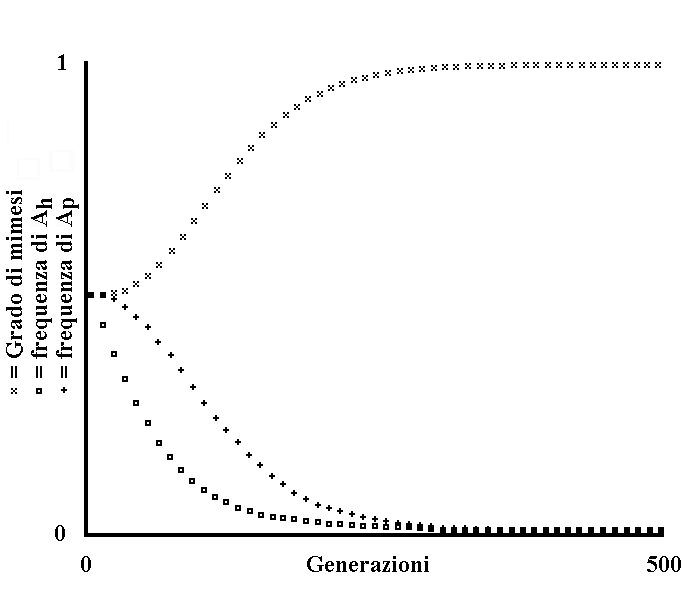 1
× = Grado di mimesi
▫ = frequenza di Ah
+ = frequenza di Ap
0
0 Generazioni 500